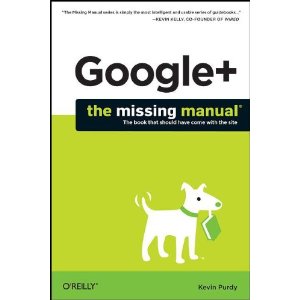 "The Missing Manual series is simply the most intelligent and usable series of guidebooks..."
—KEVIN KELLY, CO-FOUNDER OF WIRED
Google+
the missing manual®
The book that should have come with the site
O'REILLY®
Kevin Purdy